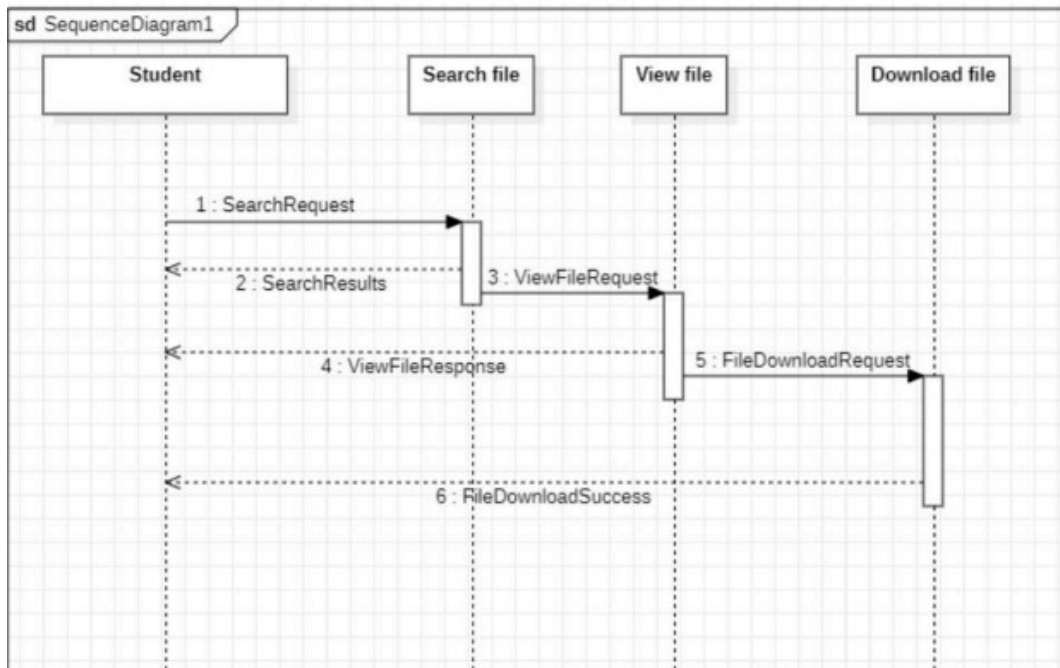 sd SequenceDiagram1
Student
Search file
View file
Download file
1 : SearchRequest
2 : SearchResults
3 : ViewFileRequest
4 : ViewFileResponse
5 : FileDownloadRequest
6 : FileDownloadSuccess